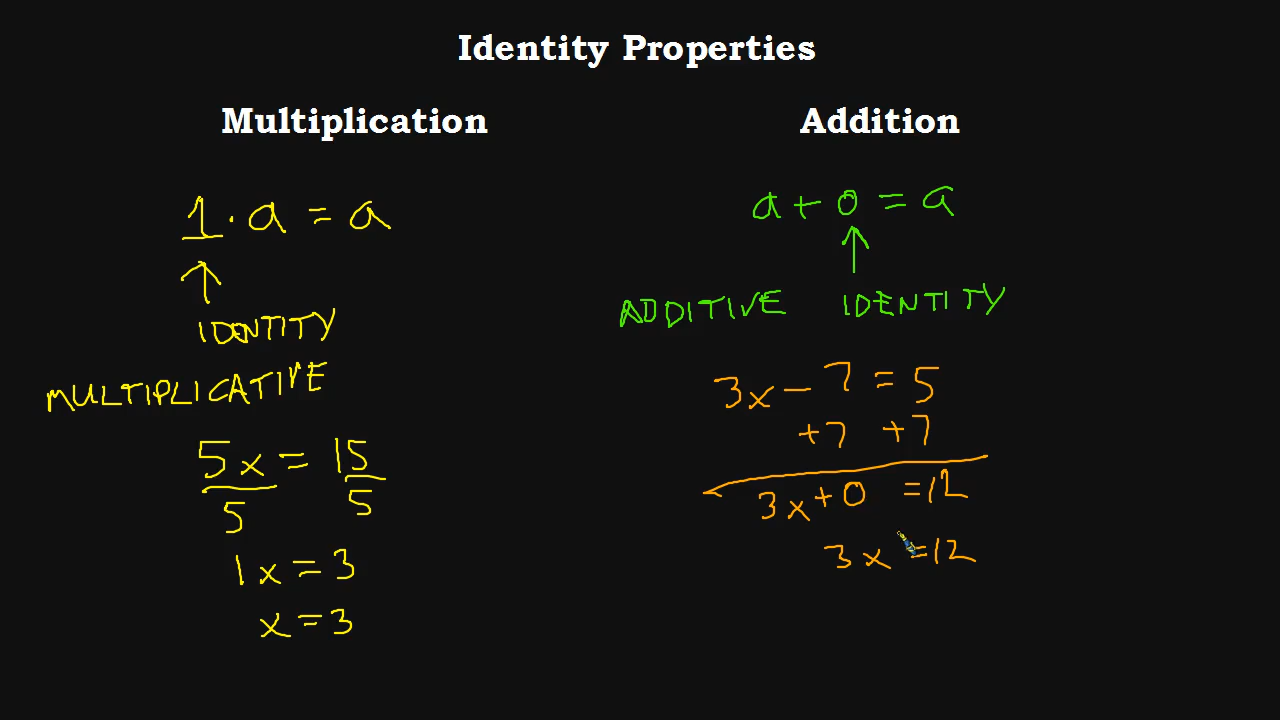 Identity Properties
Multiplication
1 · a = a
IDENTITY
MULTIPLICATIVE
5x = 15
5 5
1x = 3
x = 3
Addition
a + 0 = a
ADDITIVE IDENTITY
3x - 7 = 5
+7 +7
3x + 0 = 12
3x = 12